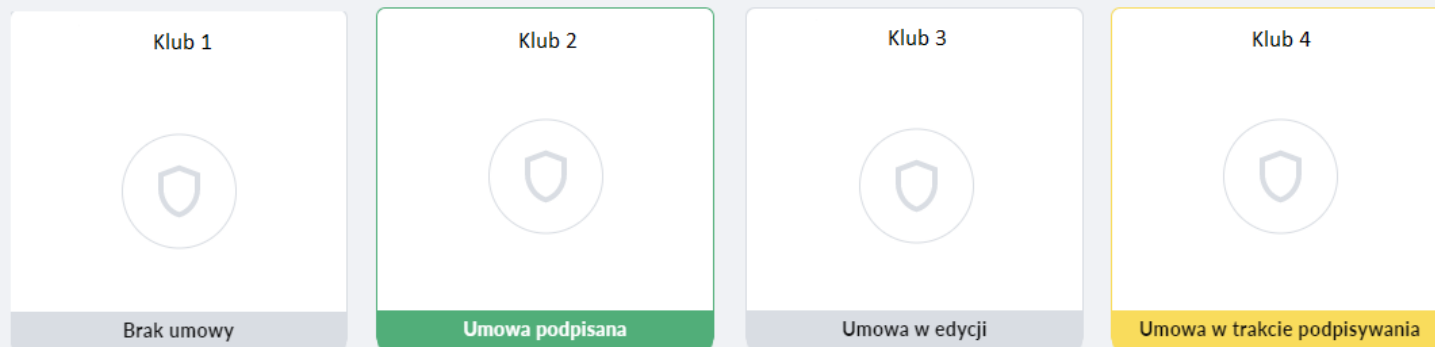 Klub 1
Klub 2
Klub 3
Klub 4
Brak umowy
Umowa podpisana
Umowa w edycji
Umowa w trakcie podpisywania